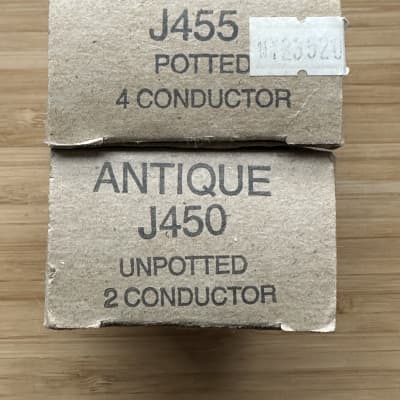 J455
POTTED
4 CONDUCTOR
ANTIQUE
J450
UNPOTTED
2 CONDUCTOR